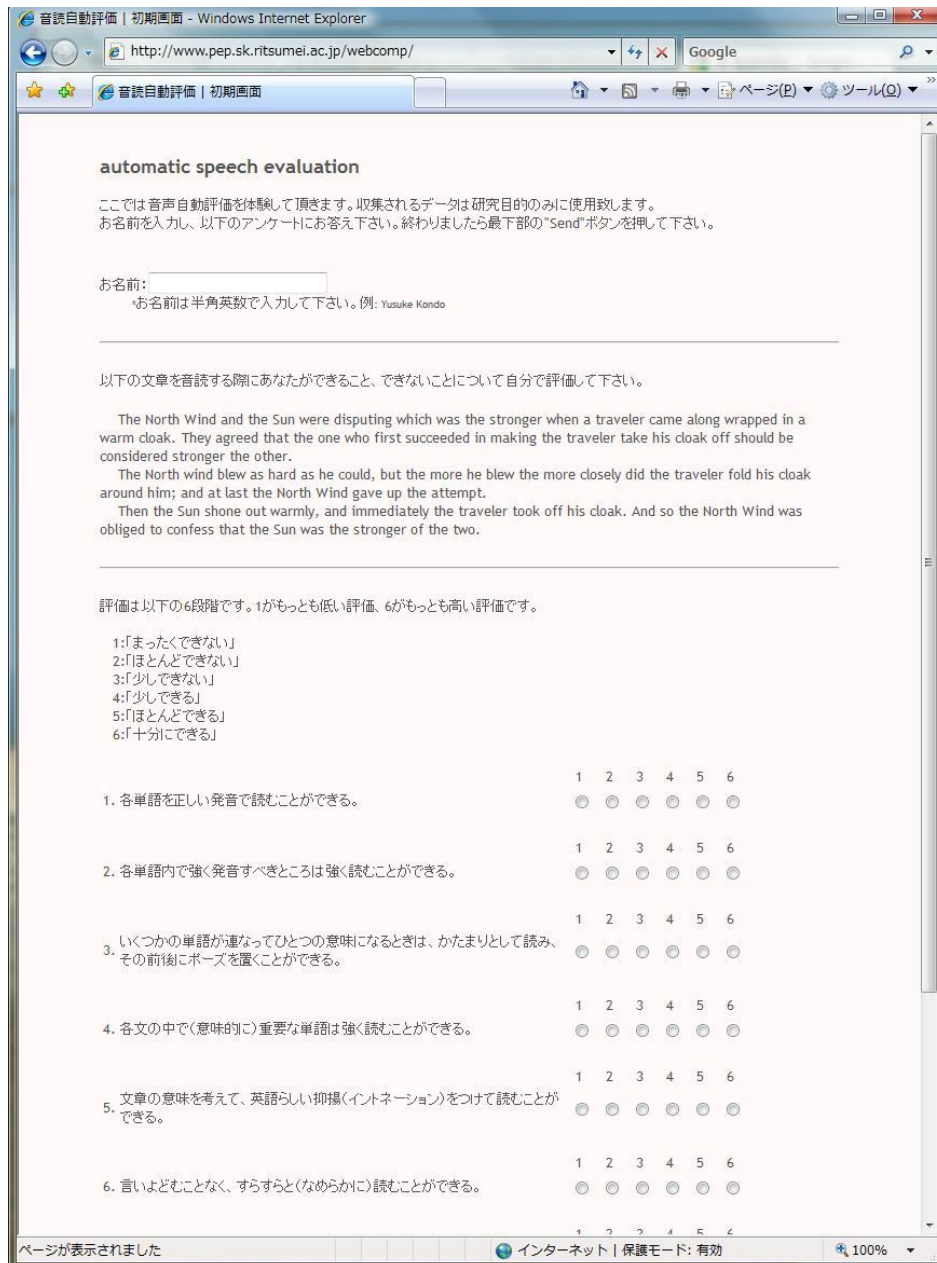 音読自動評価 | 初期画面 - Windows Internet Explorer
http://www.pep.sk.ritsumei.ac.jp/webcomp/
Google
音読自動評価 | 初期画面
ページ(P)
ツール(O)
automatic speech evaluation
ここでは音声自動評価を体験して頂きます。収集されるデータは研究目的のみに使用致します。
お名前を入力し、以下のアンケートにお答え下さい。終わりましたら最下部の"Send"ボタンを押して下さい。
お名前:
*お名前は半角英数で入力して下さい。例: Yusuke Kondo
以下の文章を音読する際にあなたができること、できないことについて自分で評価して下さい。
The North Wind and the Sun were disputing which was the stronger when a traveler came along wrapped in a
warm cloak. They agreed that the one who first succeeded in making the traveler take his cloak off should be
considered stronger the other.
The North wind blew as hard as he could, but the more he blew the more closely did the traveler fold his cloak
around him; and at last the North Wind gave up the attempt.
Then the Sun shone out warmly, and immediately the traveler took off his cloak. And so the North Wind was
obliged to confess that the Sun was the stronger of the two.
評価は以下の6段階です。1がもっとも低い評価、6がもっとも高い評価です。
1:「まったくできない」
2:「ほとんどできない」
3:「少しできない」
4:「少しできる」
5:「ほとんどできる」
6:「十分にできる」
1 2 3 4 5 6
1. 各単語を正しい発音で読むことができる。
1 2 3 4 5 6
2. 各単語内で強く発音すべきところは強く読むことができる。
1 2 3 4 5 6
3. いくつかの単語が連なってひとつの意味になるときは、かたまりとして読み、
その前後にポーズを置くことができる。
1 2 3 4 5 6
4. 各文の中で(意味的に)重要な単語は強く読むことができる。
1 2 3 4 5 6
5. 文章の意味を考えて、英語らしい抑揚(イントネーション)をつけて読むことが
できる。
1 2 3 4 5 6
6. 言いよどむことなく、すらすらと(なめらかに)読むことができる。
1 2 3 4 5 6
ページが表示されました
インターネット | 保護モード: 有効
100%